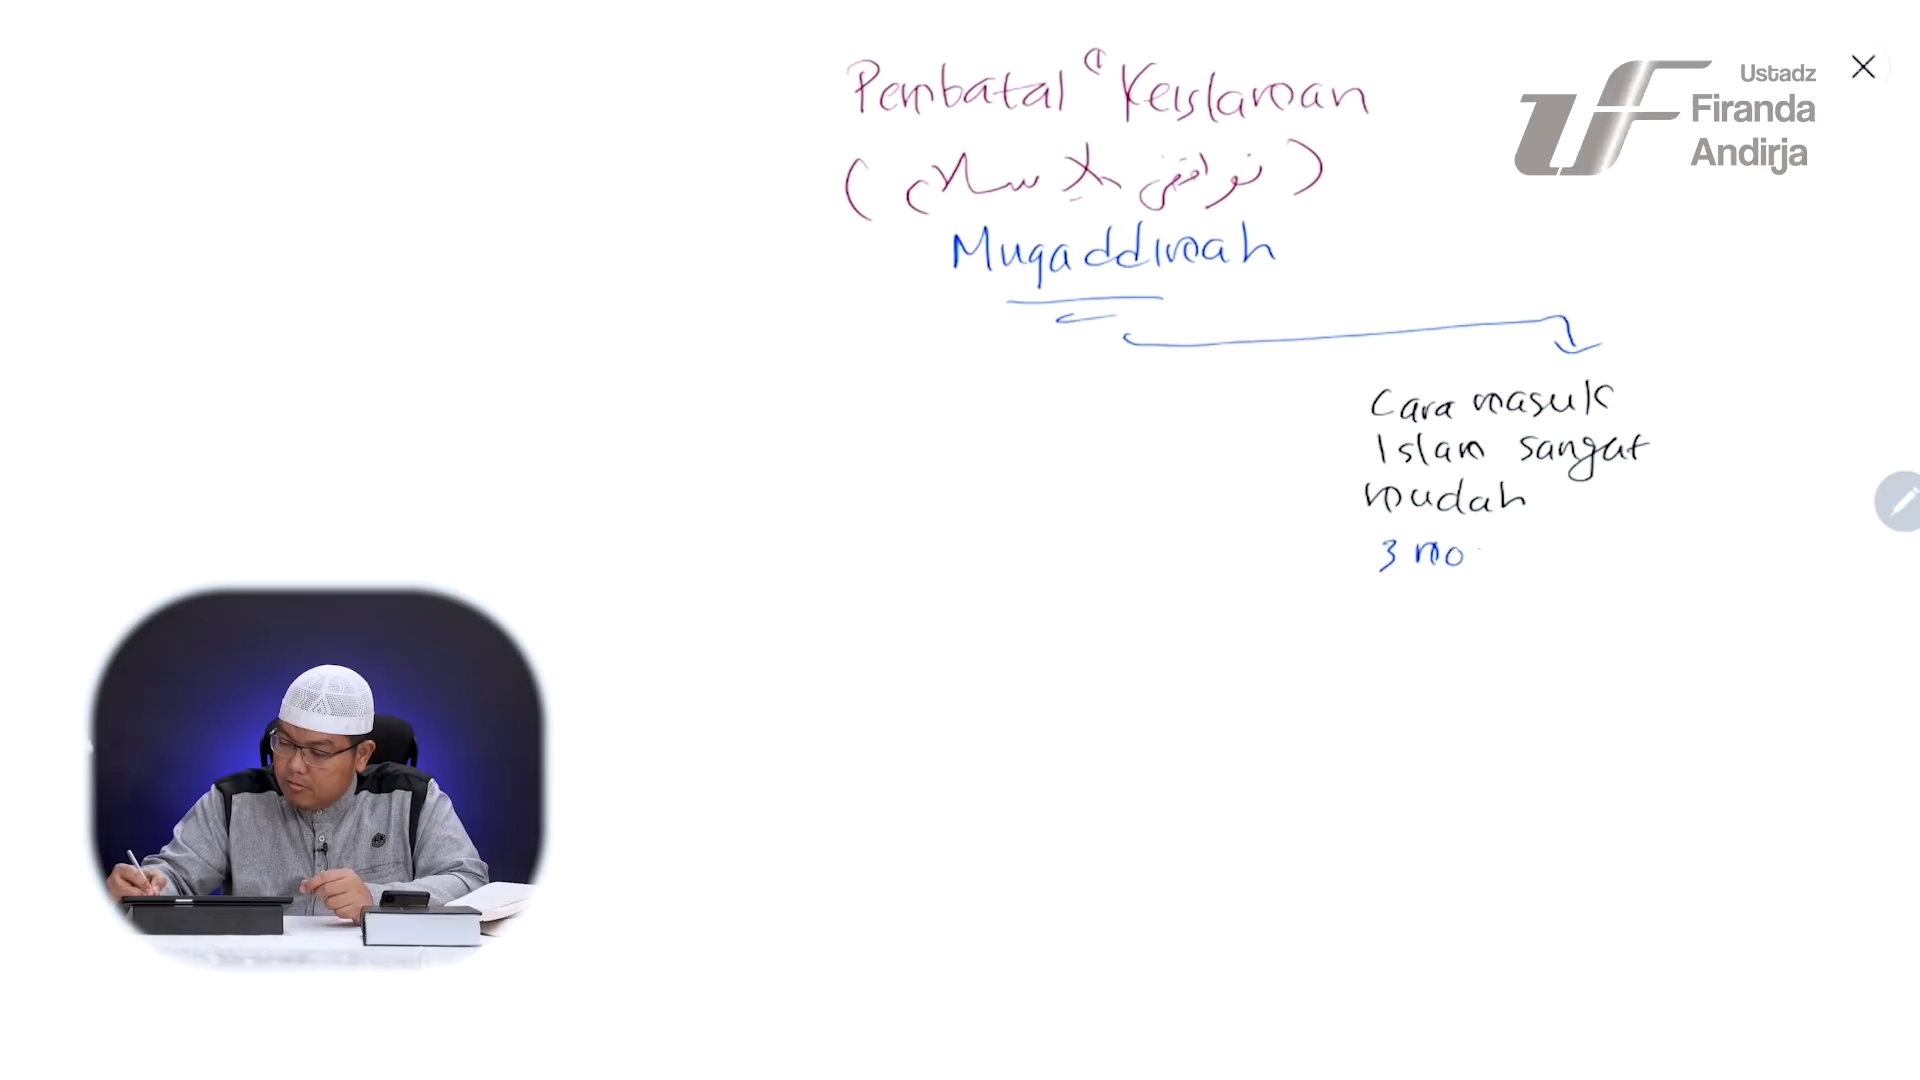 Pembatal² Keislaman
( نواقض الإسلام )
Muqaddimah
Cara masuk
Islam sangat
mudah
3 mo
Ustadz
Firanda
Andirja